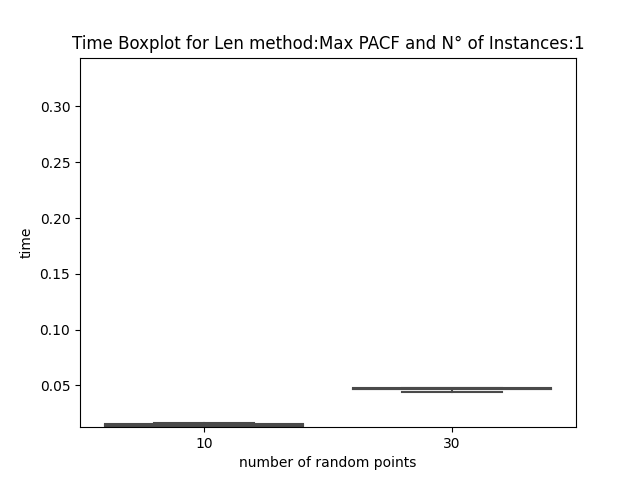 Time Boxplot for Len method:Max PACF and N° of Instances:1
0.30
0.25
0.20
0.15
0.10
0.05
time
10
30
number of random points